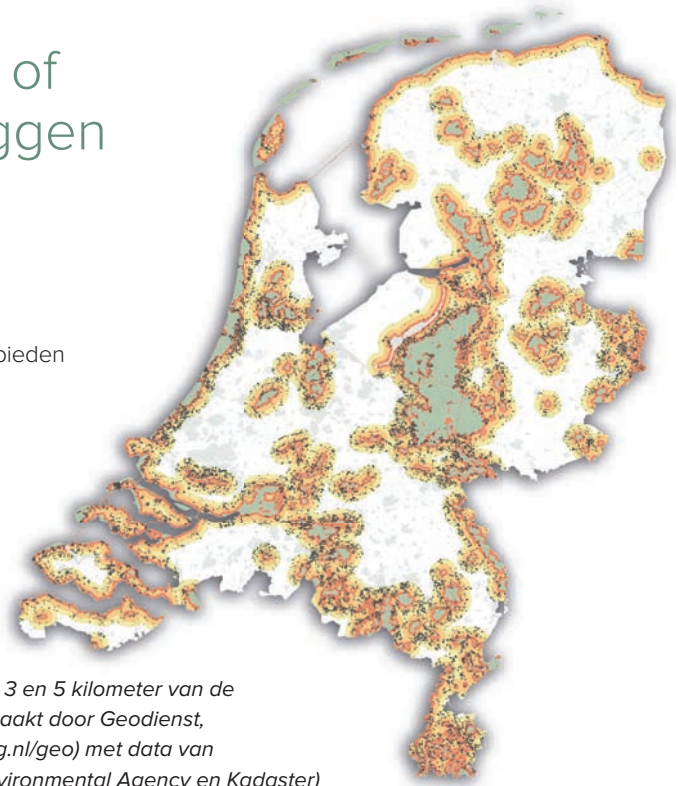 of
ggen
bieden
3 en 5 kilometer van de
aakt door Geodienst,
g.nl/geo) met data van
vironmental Agency en Kadaster)